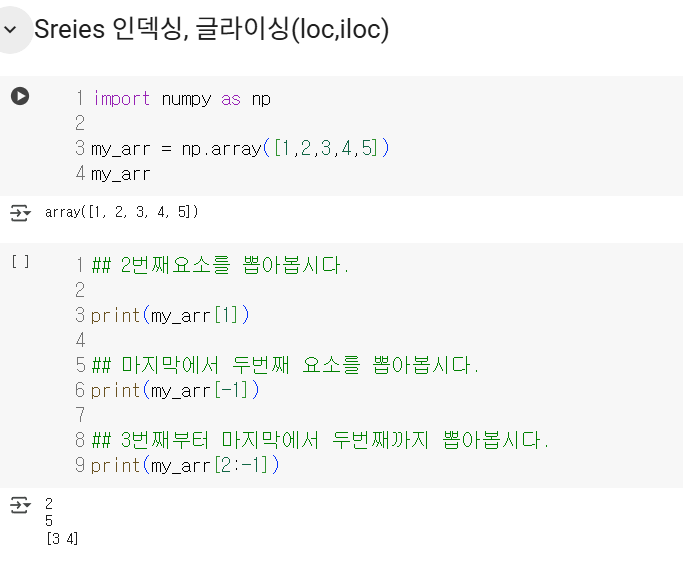 Sreies 인덱싱, 글라이싱(loc,iloc)
1 import numpy as np
2
3 my_arr = np.array([1,2,3,4,5])
4 my_arr
array([1, 2, 3, 4, 5])
[ ]
1 ## 2번째요소를 뽑아봅시다.
2
3 print(my_arr[1])
4
5 ## 마지막에서 두번째 요소를 뽑아봅시다.
6 print(my_arr[-1])
7
8 ## 3번째부터 마지막에서 두번째까지 뽑아봅시다.
9 print(my_arr[2:-1])
2
5
[3 4]